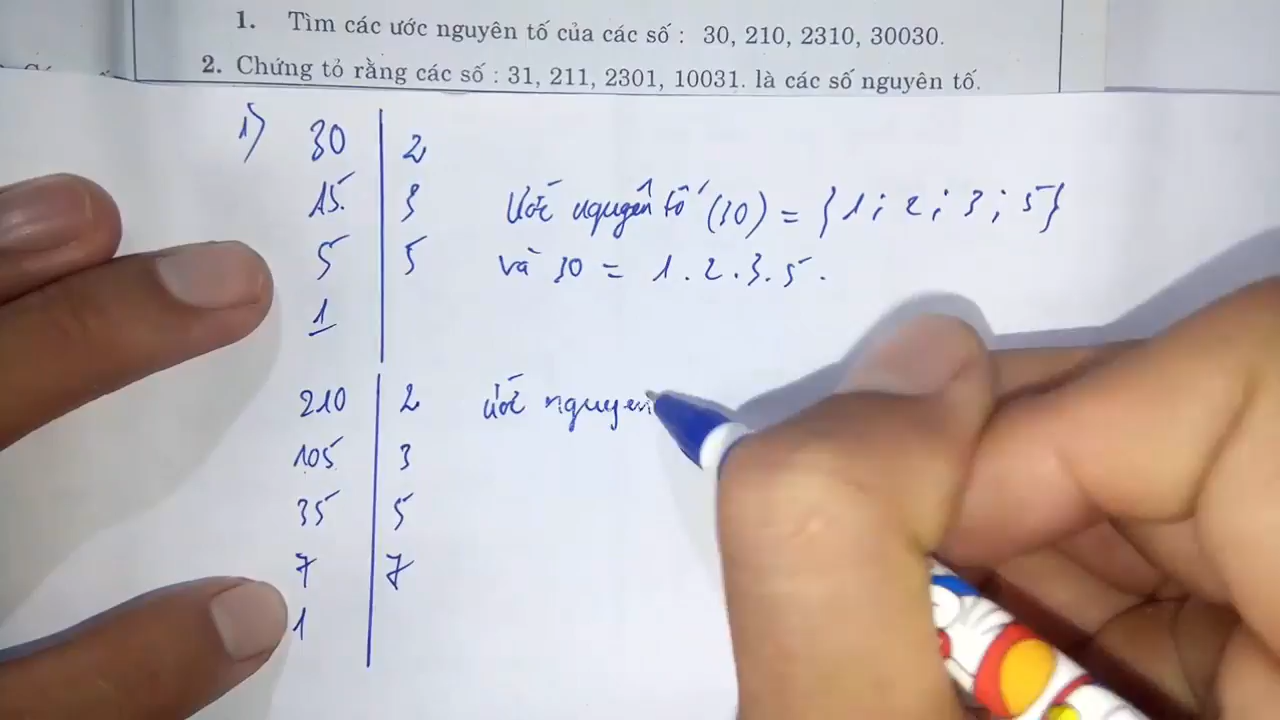 1. Tìm các ước nguyên tố của các số : 30, 210, 2310, 30030.
2. Chứng tỏ rằng các số : 31, 211, 2301, 10031. là các số nguyên tố.
1) 30 | 2
15 | 3
5 | 5
1
Ước nguyên tố (30) = {1; 2; 3; 5}
và 30 = 1.2.3.5.
210 | 2
105 | 3
35 | 5
7 | 7
1
ước nguyen